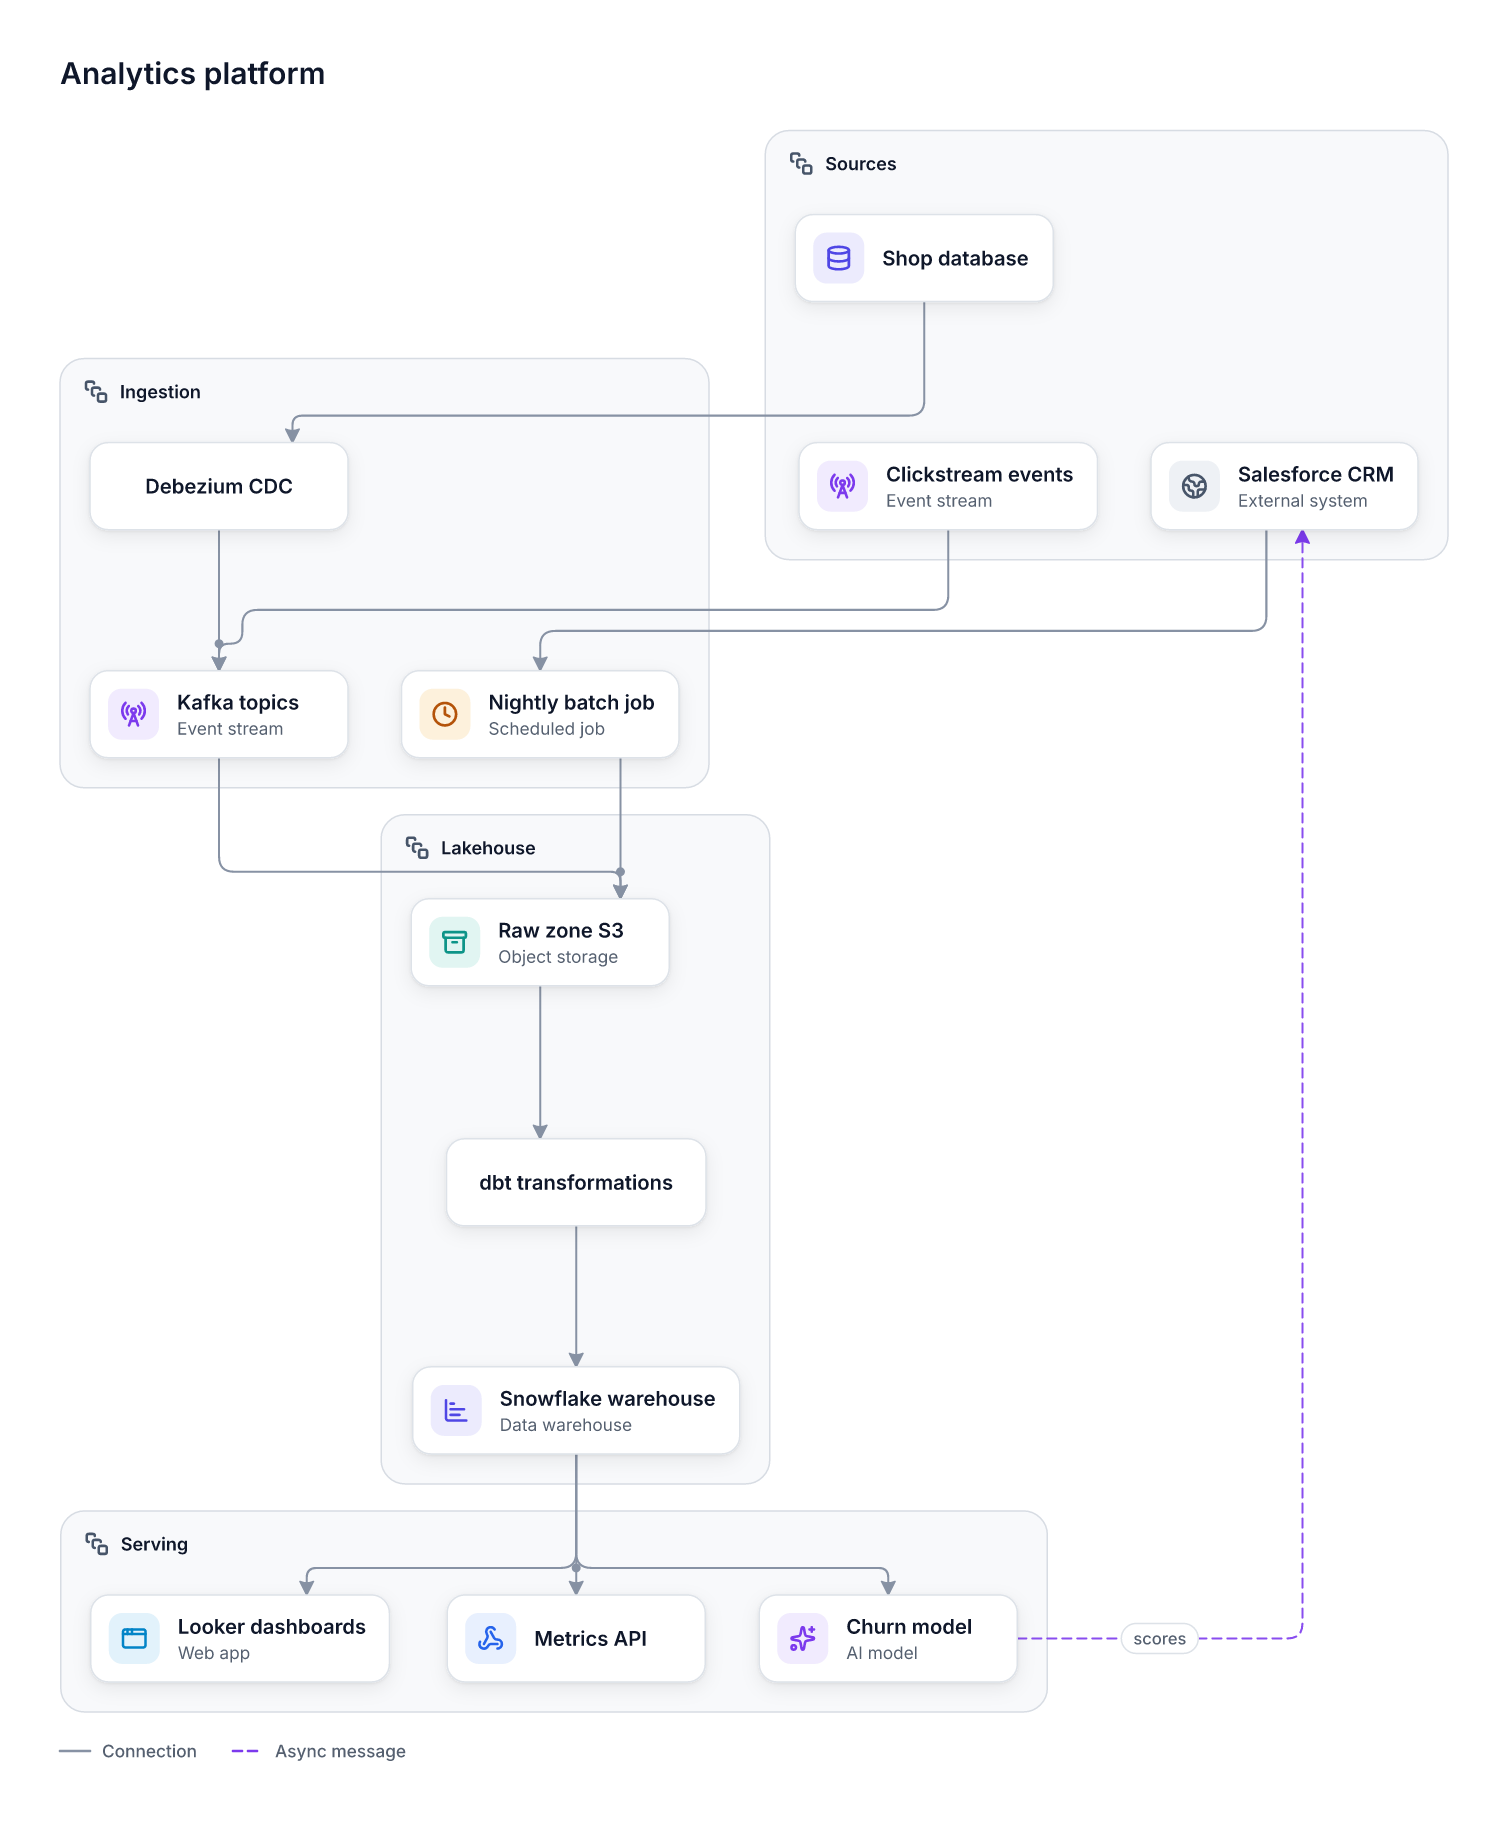 Analytics platform
Sources
Shop database
Ingestion
Debezium CDC
Clickstream events
Event stream
Salesforce CRM
External system
Kafka topics
Event stream
Nightly batch job
Scheduled job
Lakehouse
Raw zone S3
Object storage
dbt transformations
Snowflake warehouse
Data warehouse
Serving
Looker dashboards
Web app
Metrics API
Churn model
AI model
scores
Connection
Async message